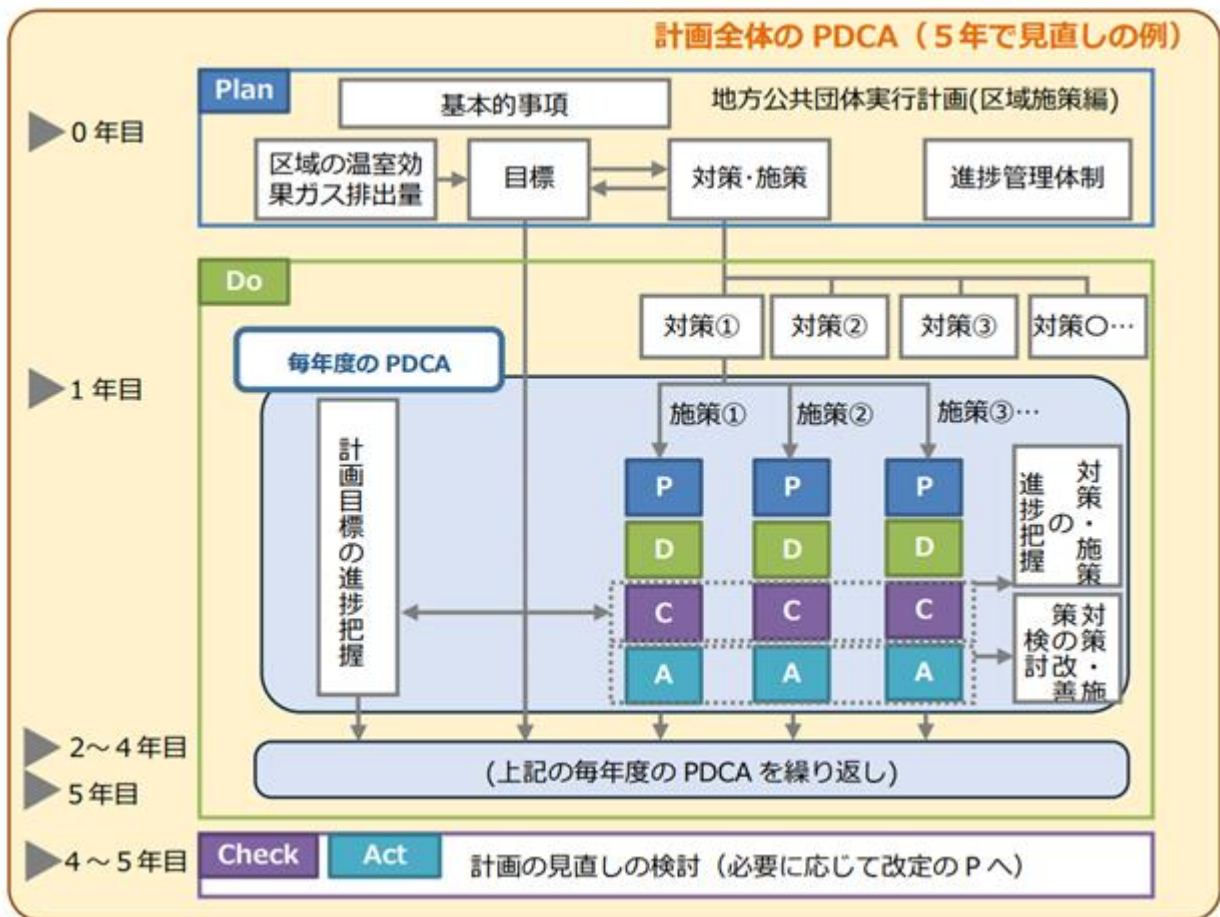 計画全体の PDCA（５年で見直しの例）
Plan
基本的事項
地方公共団体実行計画(区域施策編)
０年目
区域の温室効
果ガス排出量
目標
対策･施策
進捗管理体制
Do
対策①
対策②
対策③
対策〇…
毎年度の PDCA
１年目
施策①
施策②
施策③…
計画目標の進捗把握
P
P
P
D
D
D
C
C
C
A
A
A
対策・施策
の
進捗把握
対策・施
策の改善
検討
２～４年目
(上記の毎年度の PDCA を繰り返し)
５年目
４～５年目
Check
Act
計画の見直しの検討（必要に応じて改定の P へ）